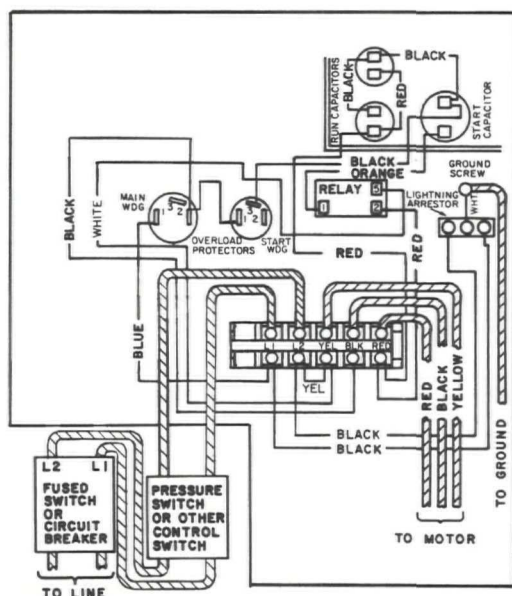 BLACK
BLACK
RED
RUN CAPACITORS
START
CAPACITOR
BLACK
ORANGE
GROUND
SCREW
RELAY
5
1
2
LIGHTNING
ARRESTOR
WHT
MAIN
WDG
3
1
2
3
1
2
OVERLOAD
PROTECTORS
START
WDG
BLACK
WHITE
RED
RED
BLUE
L1
L2
YEL
BLK
RED
YEL
RED
BLACK
YELLOW
BLACK
BLACK
TO GROUND
L2
L1
FUSED
SWITCH
OR
CIRCUIT
BREAKER
PRESSURE
SWITCH
OR OTHER
CONTROL
SWITCH
TO MOTOR
TO LINE